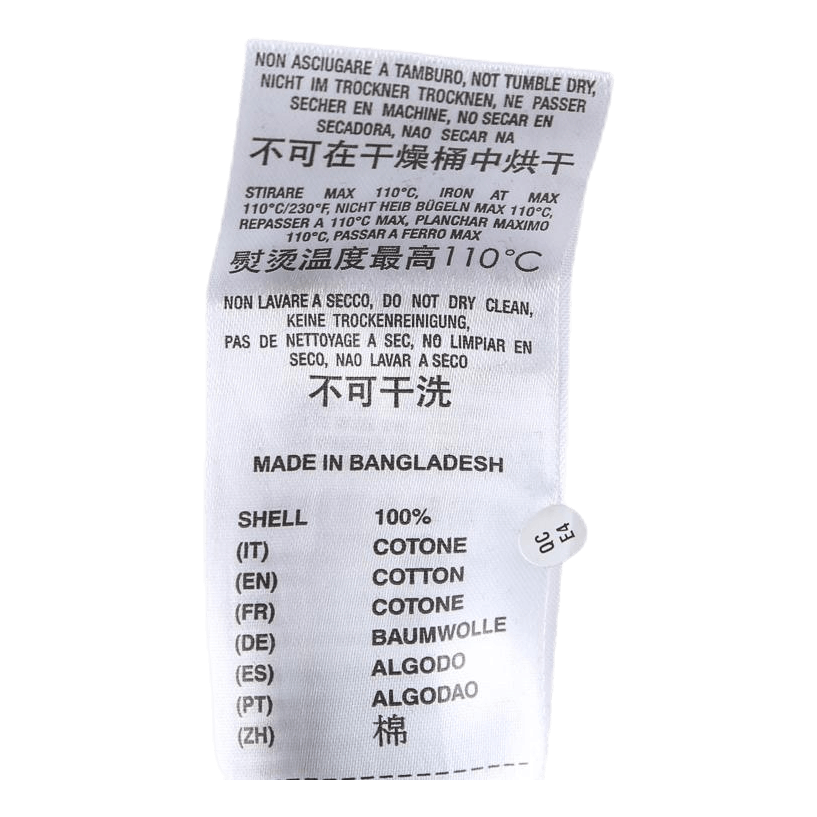 NON ASCIUGARE A TAMBURO, NOT TUMBLE DRY,
NICHT IM TROCKNER TROCKNEN, NE PASSER
SECHER EN MACHINE, NO SECAR EN
SECADORA, NAO SECAR NA
不可在干燥桶中烘干
STIRARE MAX 110°C, IRON AT MAX
110°C/230°F, NICHT HEIB BÜGELN MAX 110°C,
REPASSER A 110°C MAX, PLANCHAR MAXIMO
110°C, PASSAR A FERRO MAX
熨烫温度最高110°C
NON LAVARE A SECCO, DO NOT DRY CLEAN,
KEINE TROCKENREINIGUNG,
PAS DE NETTOYAGE A SEC, NO LIMPIAR EN
SECO, NAO LAVAR A SECO
不可干洗
MADE IN BANGLADESH
SHELL 100%
(IT) COTONE
(EN) COTTON
(FR) COTONE
(DE) BAUMWOLLE
(ES) ALGODO
(PT) ALGODAO
(ZH) 棉
QC
E4